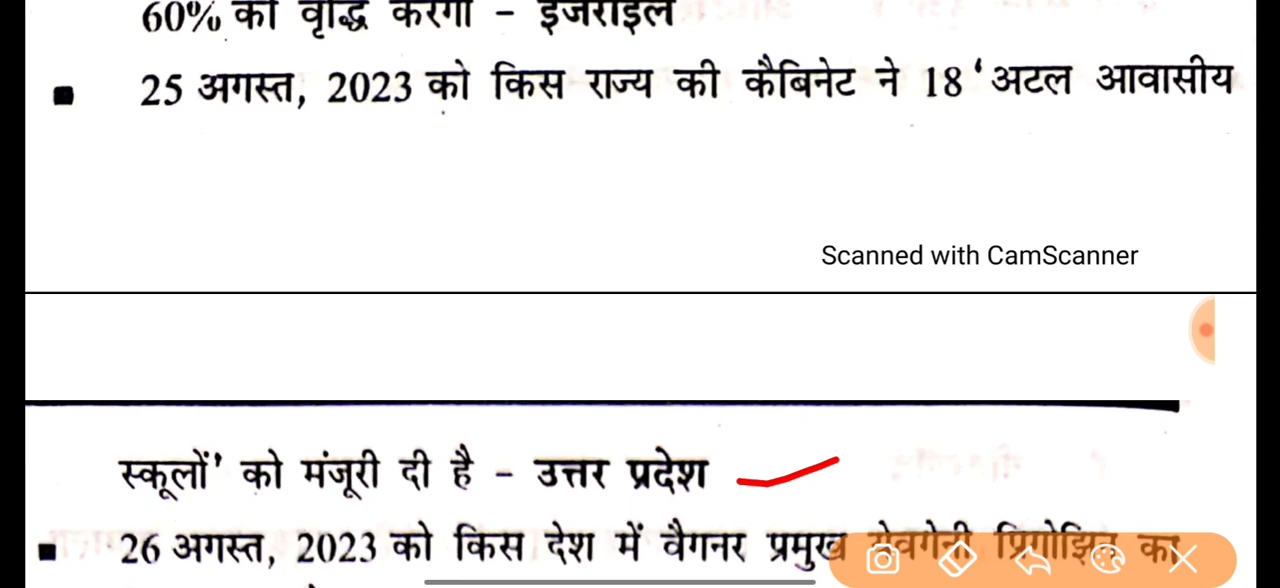 60% की वृद्धि करेगा - इजराइल
■ 25 अगस्त, 2023 को किस राज्य की कैबिनेट ने 18 ‘अटल आवासीय
Scanned with CamScanner
स्कूलों’ को मंजूरी दी है - उत्तर प्रदेश
■ 26 अगस्त, 2023 को किस देश में वैगनर प्रमुख येवगेनी प्रिगोझिन का